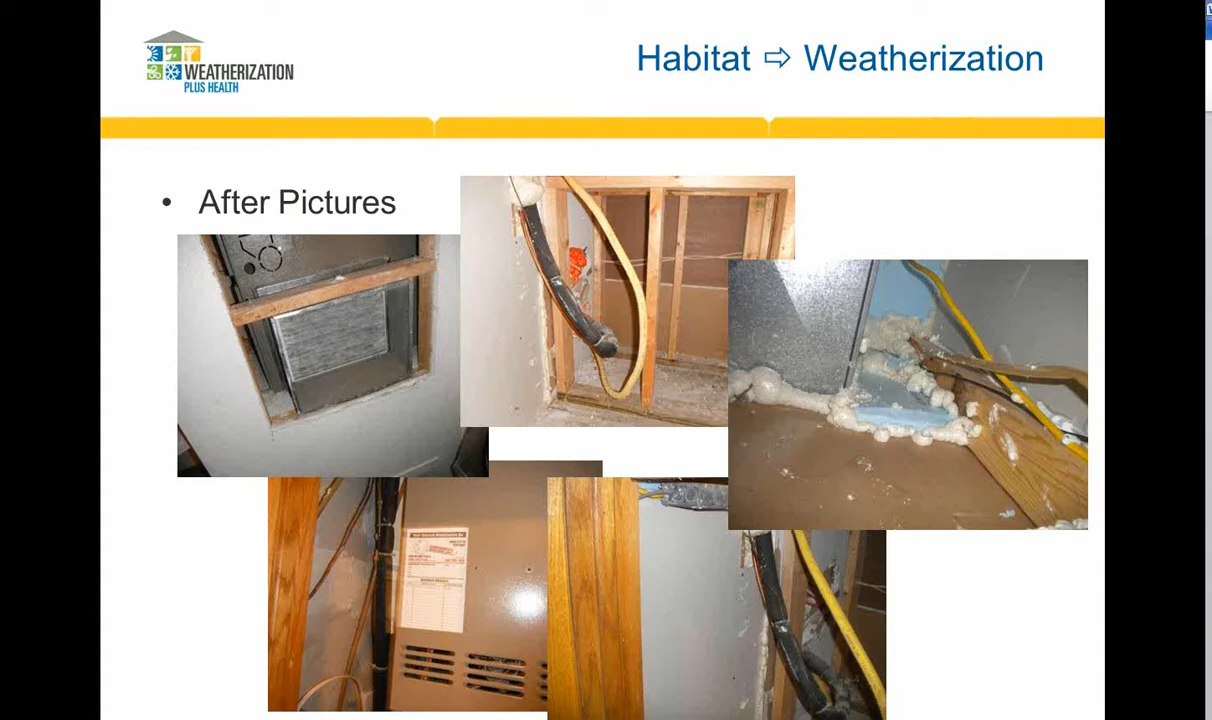 WEATHERIZATION
PLUS HEALTH
Habitat ⇨ Weatherization
• After Pictures